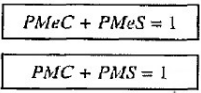 PMeC + PMeS = 1
PMC + PMS = 1